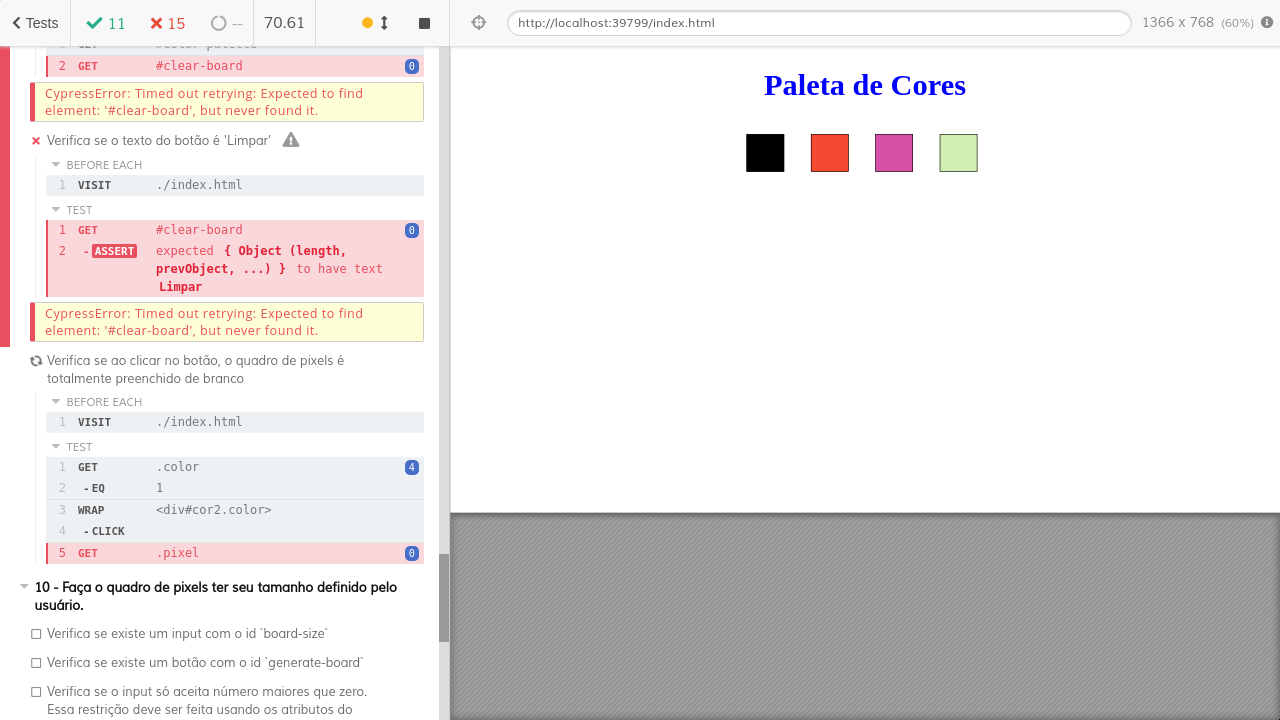 Tests 11 15 -- 70.61
1 GET #color-palette
2 GET #clear-board 0
CypressError: Timed out retrying: Expected to find
element: '#clear-board', but never found it.
Verifica se o texto do botão é 'Limpar'
BEFORE EACH
1 VISIT ./index.html
TEST
1 GET #clear-board 0
2 -ASSERT expected { Object (length,
prevObject, ...) } to have text
Limpar
CypressError: Timed out retrying: Expected to find
element: '#clear-board', but never found it.
Verifica se ao clicar no botão, o quadro de pixels é
totalmente preenchido de branco
BEFORE EACH
1 VISIT ./index.html
TEST
1 GET .color 4
2 -EQ 1
3 WRAP <div#cor2.color>
4 -CLICK
5 GET .pixel 0
10 - Faça o quadro de pixels ter seu tamanho definido pelo
usuário.
Verifica se existe um input com o id `board-size`
Verifica se existe um botão com o id `generate-board`
Verifica se o input só aceita número maiores que zero.
Essa restrição deve ser feita usando os atributos do
http://localhost:39799/index.html 1366 x 768 (60%)
Paleta de Cores